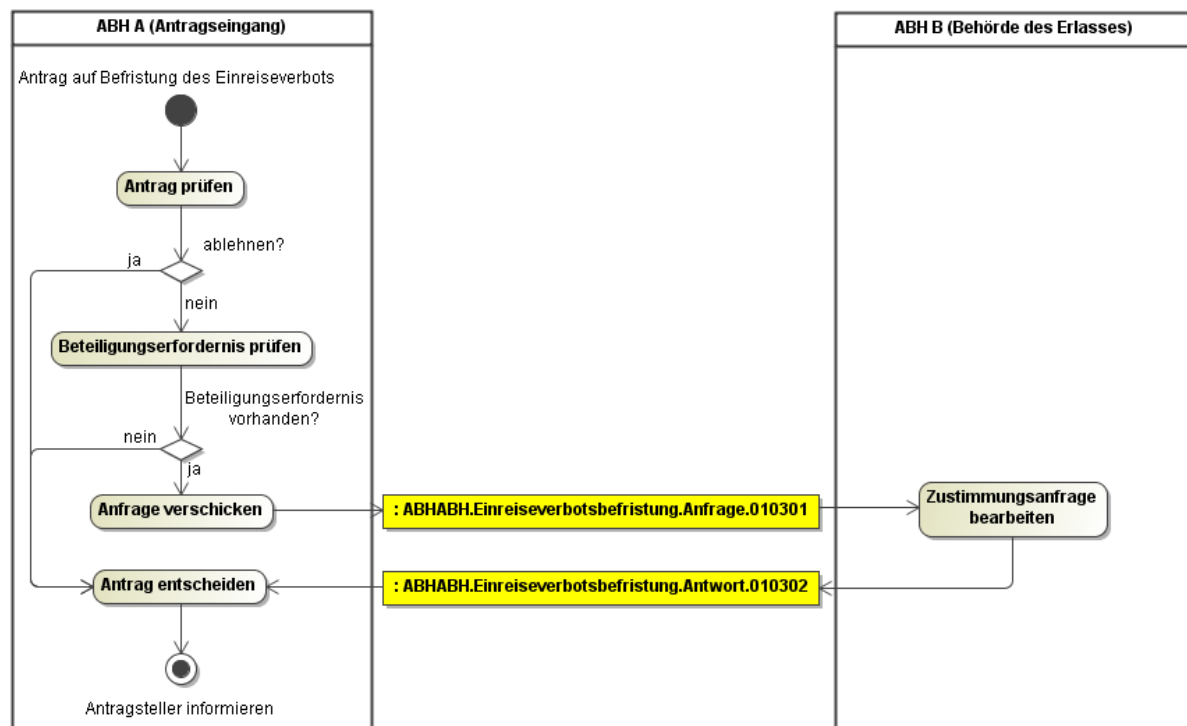 ABH A (Antragseingang)
ABH B (Behörde des Erlasses)
Antrag auf Befristung des Einreiseverbots
Antrag prüfen
ablehnen?
ja
nein
Beteiligungserfordernis prüfen
Beteiligungserfordernis
vorhanden?
nein
ja
Anfrage verschicken
: ABHABH.Einreiseverbotsbefristung.Anfrage.010301
Zustimmungsanfrage
bearbeiten
Antrag entscheiden
: ABHABH.Einreiseverbotsbefristung.Antwort.010302
Antragsteller informieren